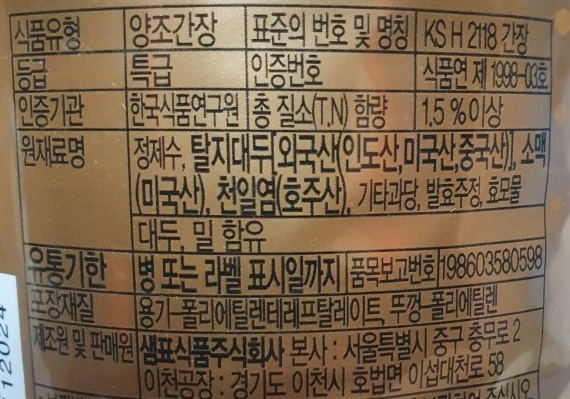 식품유형 양조간장 표준의 번호 및 명칭 KS H 2118 간장
등급 특급 인증번호 식품연 제 1998-03호
인증기관 한국식품연구원 총 질소(T.N) 함량 1.5 %이상
원재료명 정제수, 탈지대두[외국산(인도산,미국산,중국산)], 소맥
(미국산), 천일염(호주산), 기타과당, 발효주정, 효모물
대두, 밀 함유
유통기한 병 또는 라벨 표시일까지 품목보고번호 198603580598
포장재질 용기-폴리에틸렌테레프탈레이트, 뚜껑-폴리에틸렌
제조원 및 판매원 샘표식품주식회사 본사 : 서울특별시 중구 충무로 2
이천공장 : 경기도 이천시 호법면 이섭대천로 58
12024